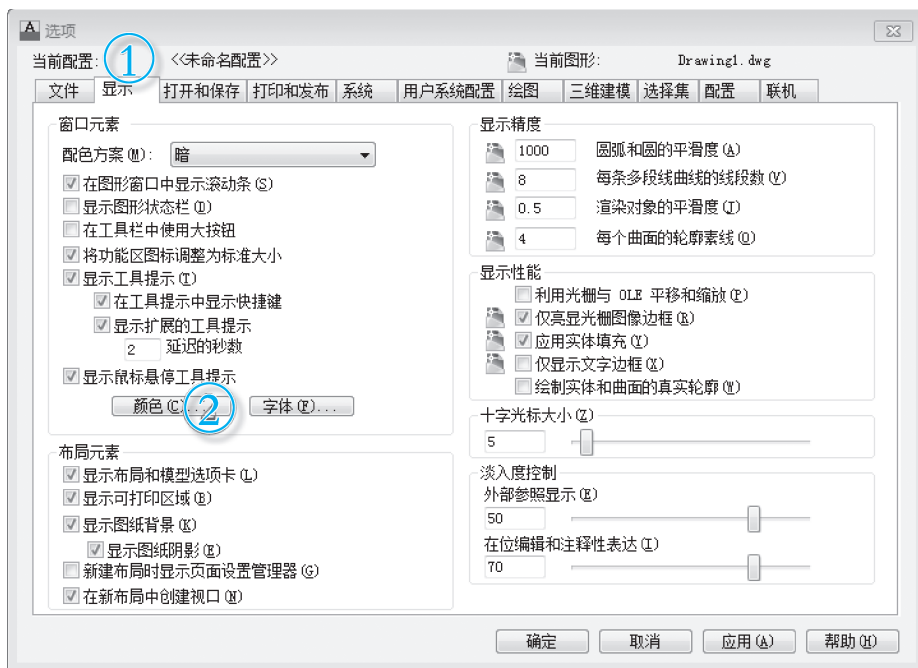 选项
当前配置: <<未命名配置>> 当前图形: Drawing1.dwg
①
文件 显示 打开和保存 打印和发布 系统 用户系统配置 绘图 三维建模 选择集 配置 联机
窗口元素
配色方案(M): 暗
在图形窗口中显示滚动条(S)
显示图形状态栏(D)
在工具栏中使用大按钮
将功能区图标调整为标准大小
显示工具提示(T)
在工具提示中显示快捷键
显示扩展的工具提示
2 延迟的秒数
显示鼠标悬停工具提示
颜色(C)... 字体(F)...
②
布局元素
显示布局和模型选项卡(L)
显示可打印区域(B)
显示图纸背景(K)
显示图纸阴影(E)
新建布局时显示页面设置管理器(G)
在新布局中创建视口(N)
显示精度
1000 圆弧和圆的平滑度(A)
8 每条多段线曲线的线段数(V)
0.5 渲染对象的平滑度(J)
4 每个曲面的轮廓素线(O)
显示性能
利用光栅与 OLE 平移和缩放(P)
仅亮显光栅图像边框(R)
应用实体填充(Y)
仅显示文字边框(X)
绘制实体和曲面的真实轮廓(W)
十字光标大小(Z)
5
淡入度控制
外部参照显示(E)
50
在位编辑和注释性表达(I)
70
确定 取消 应用(A) 帮助(H)